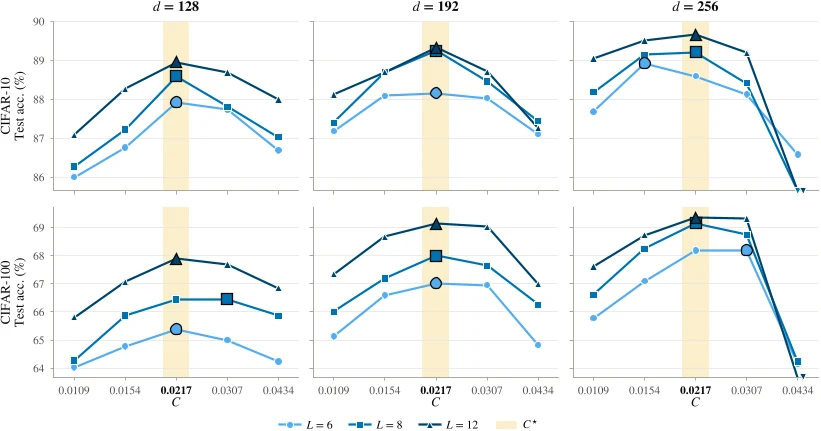 d = 128
d = 192
d = 256
CIFAR-10
Test acc. (%)
90
89
88
87
86
CIFAR-100
Test acc. (%)
69
68
67
66
65
64
0.0109 0.0154 0.0217 0.0307 0.0434
C
0.0109 0.0154 0.0217 0.0307 0.0434
C
0.0109 0.0154 0.0217 0.0307 0.0434
C
L = 6 L = 8 L = 12 C⋆